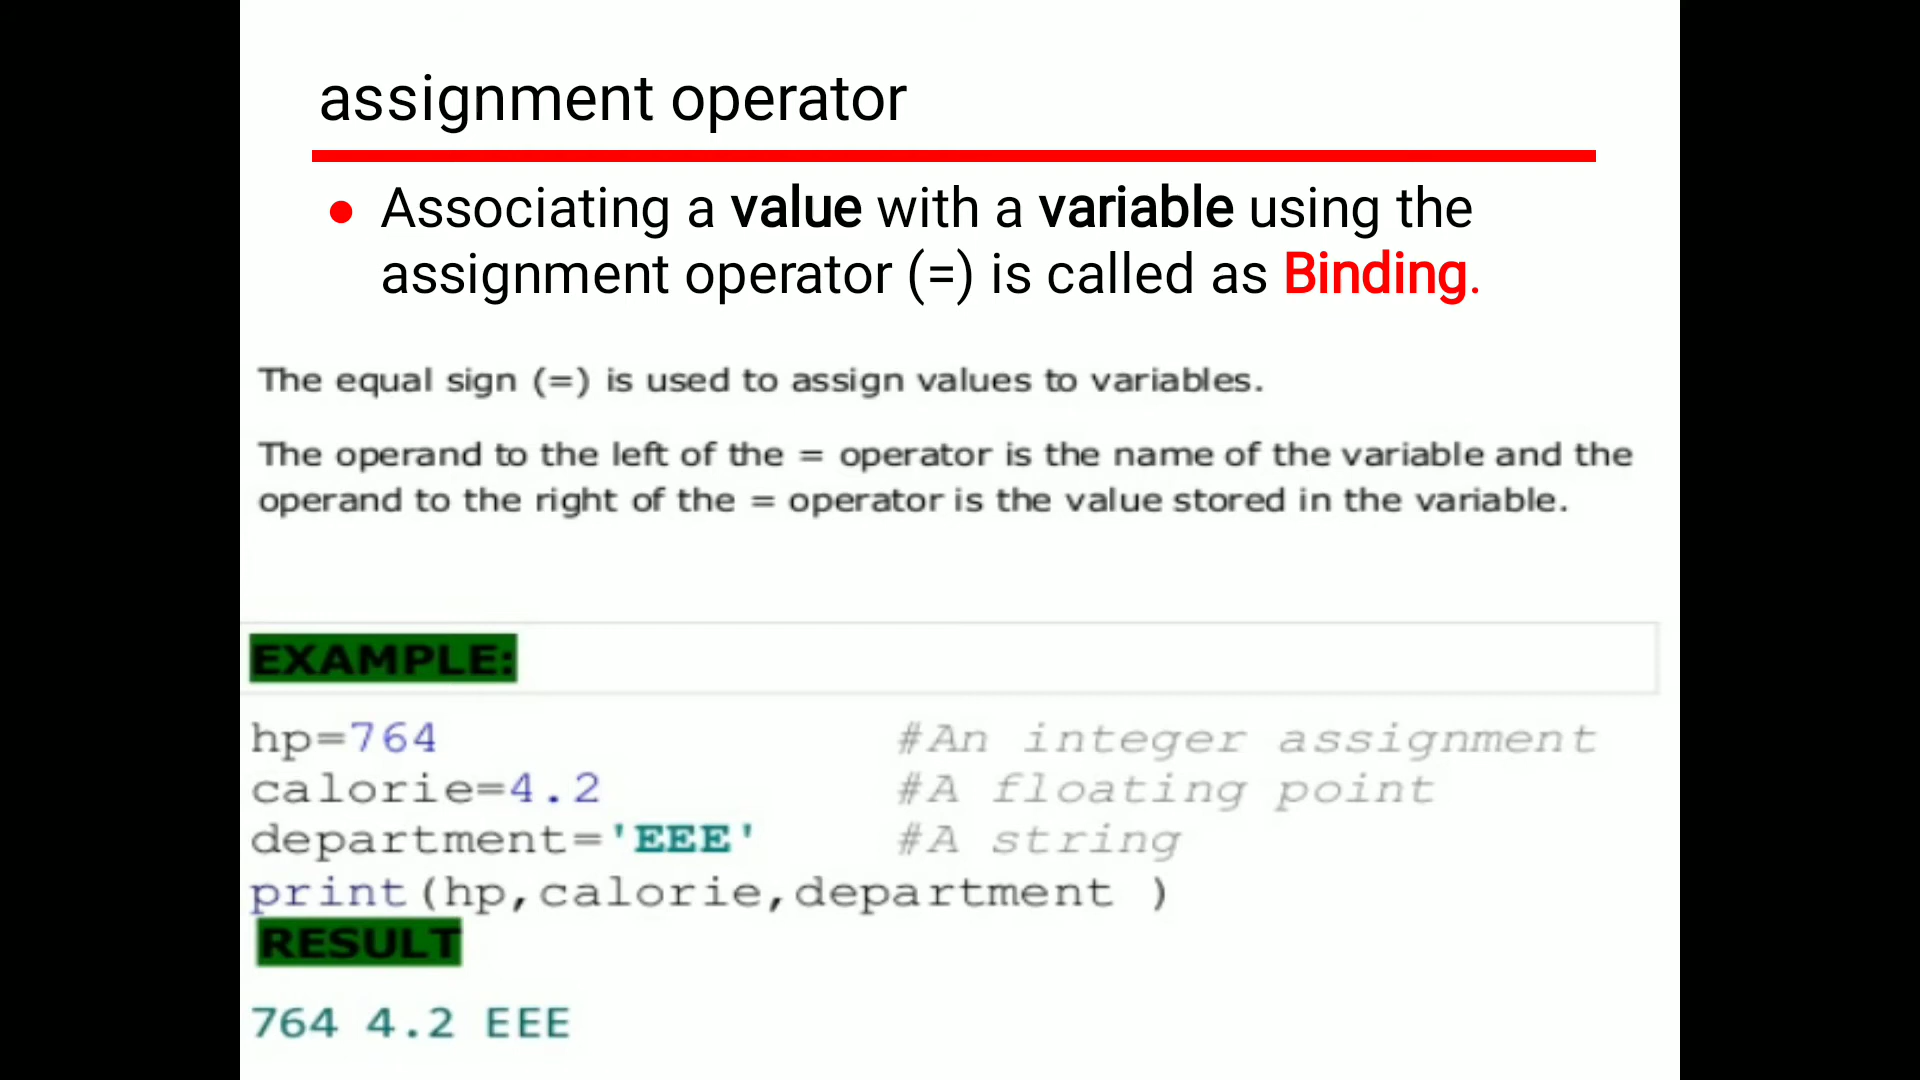 assignment operator
● Associating a value with a variable using the
assignment operator (=) is called as Binding.
The equal sign (=) is used to assign values to variables.
The operand to the left of the = operator is the name of the variable and the
operand to the right of the = operator is the value stored in the variable.
EXAMPLE:
hp=764 #An integer assignment
calorie=4.2 #A floating point
department='EEE' #A string
print(hp,calorie,department )
RESULT
764 4.2 EEE